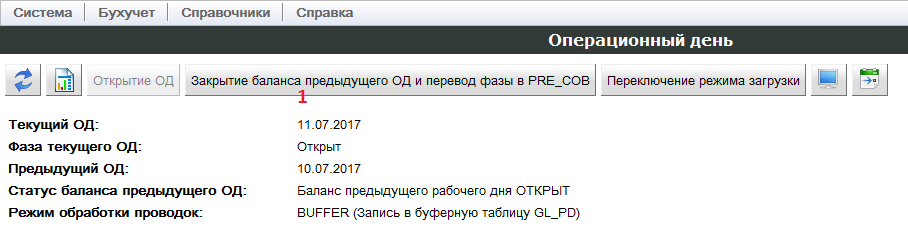 Система Бухучет Справочники Справка
Операционный день
Открытие ОД Закрытие баланса предыдущего ОД и перевод фазы в PRE_COB Переключение режима загрузки
1
Текущий ОД: 11.07.2017
Фаза текущего ОД: Открыт
Предыдущий ОД: 10.07.2017
Статус баланса предыдущего ОД: Баланс предыдущего рабочего дня ОТКРЫТ
Режим обработки проводок: BUFFER (Запись в буферную таблицу GL_PD)